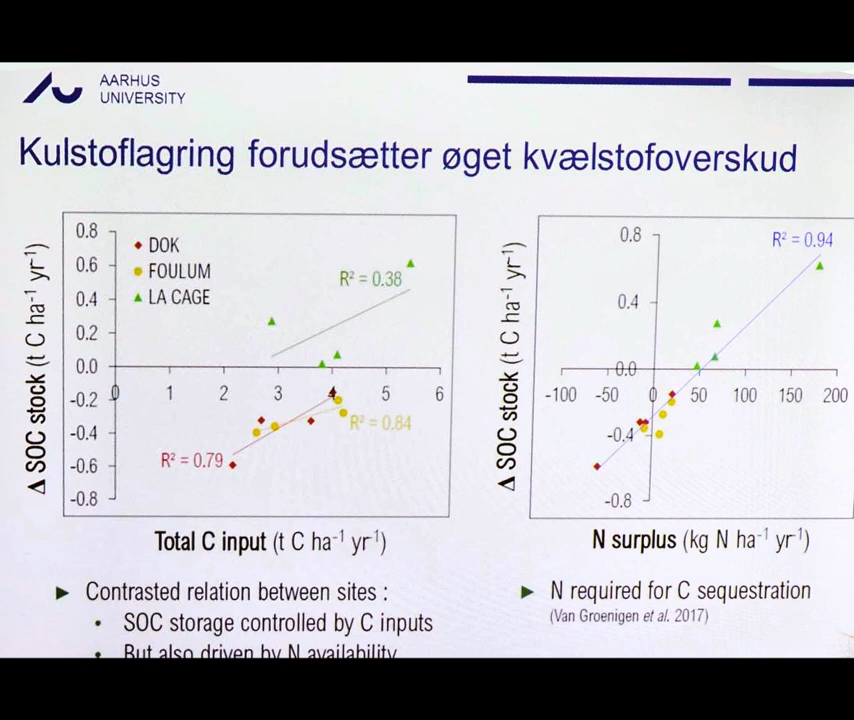 AARHUS
UNIVERSITY
Kulstoflagring forudsætter øget kvælstofoverskud
Δ SOC stock (t C ha⁻¹ yr⁻¹)
0.8
0.6
0.4
0.2
0.0
-0.2
-0.4
-0.6
-0.8
DOK
FOULUM
LA CAGE
R² = 0.38
R² = 0.84
R² = 0.79
0 1 2 3 4 5 6
Total C input (t C ha⁻¹ yr⁻¹)
Δ SOC stock (t C ha⁻¹ yr⁻¹)
0.8
0.4
0.0
-0.4
-0.8
R² = 0.94
-100 -50 0 50 100 150 200
N surplus (kg N ha⁻¹ yr⁻¹)
► Contrasted relation between sites :
• SOC storage controlled by C inputs
• But also driven by N availability
► N required for C sequestration
(Van Groenigen et al. 2017)